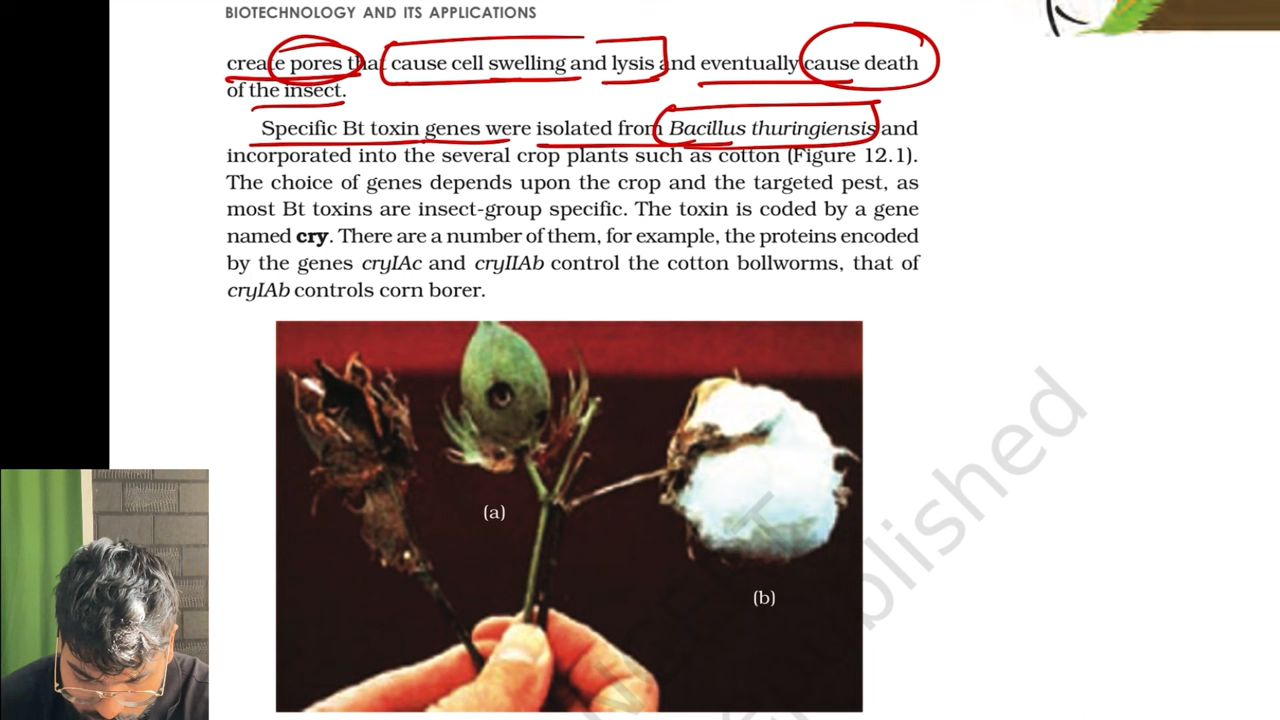 BIOTECHNOLOGY AND ITS APPLICATIONS
create pores that cause cell swelling and lysis and eventually cause death
of the insect.
Specific Bt toxin genes were isolated from Bacillus thuringiensis and
incorporated into the several crop plants such as cotton (Figure 12.1).
The choice of genes depends upon the crop and the targeted pest, as
most Bt toxins are insect-group specific. The toxin is coded by a gene
named cry. There are a number of them, for example, the proteins encoded
by the genes cryIAc and cryIIAb control the cotton bollworms, that of
cryIAb controls corn borer.
(a)
(b)